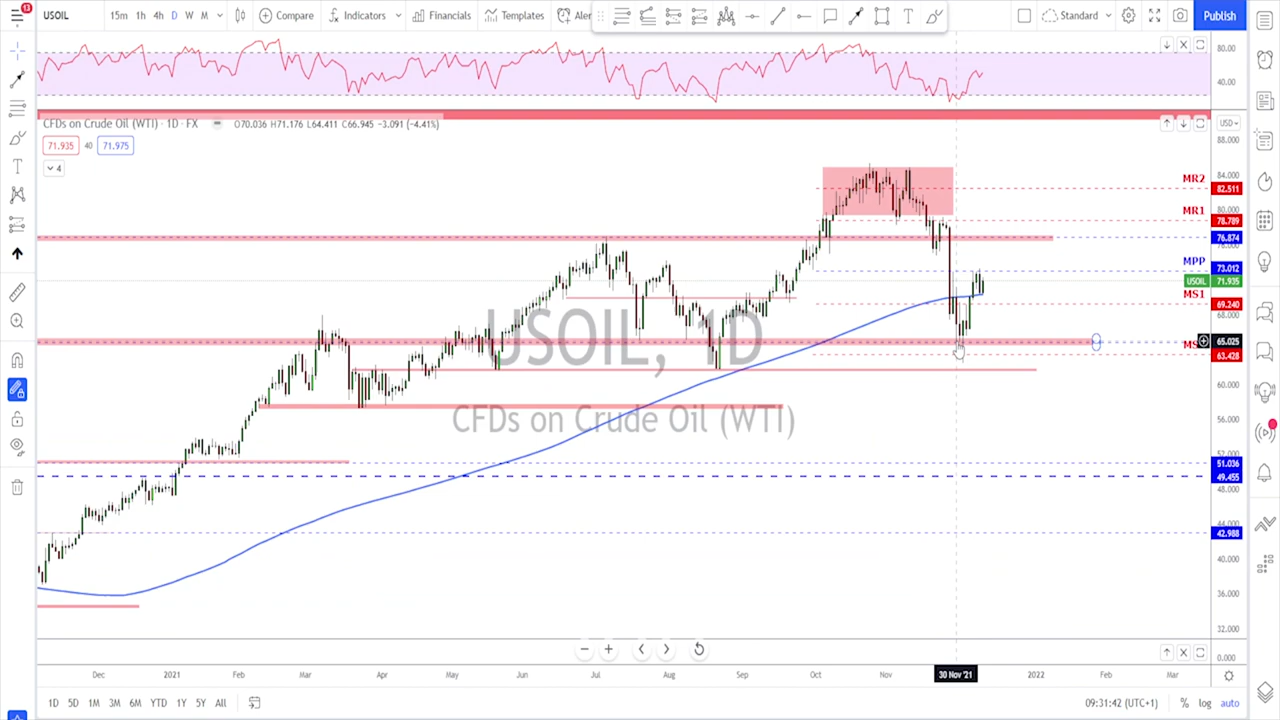 13
USOIL
15m 1h 4h D W M
Compare
Indicators
Financials
Templates
Aler
Standard
Publish
80.00
40.00
CFDs on Crude Oil (WTI) · 1D · FX
O70.036 H71.176 L64.411 C66.945 -3.091 (-4.41%)
USD
71.935 40 71.975
4
88.000
84.000
MR2 82.511
80.000
MR1 78.789
76.874
76.000
MPP 73.012
USOIL 71.935
MS1 69.240
68.000
65.025
MS 63.428
60.000
56.000
52.000
51.036
49.455
48.000
44.000
42.988
40.000
36.000
32.000
0.000
USOIL, 1D
CFDs on Crude Oil (WTI)
Dec 2021 Feb Mar Apr May Jun Jul Aug Sep Oct Nov 30 Nov '21 2022 Feb Mar
1D 5D 1M 3M 6M YTD 1Y 5Y All
09:31:42 (UTC+1)
% log auto